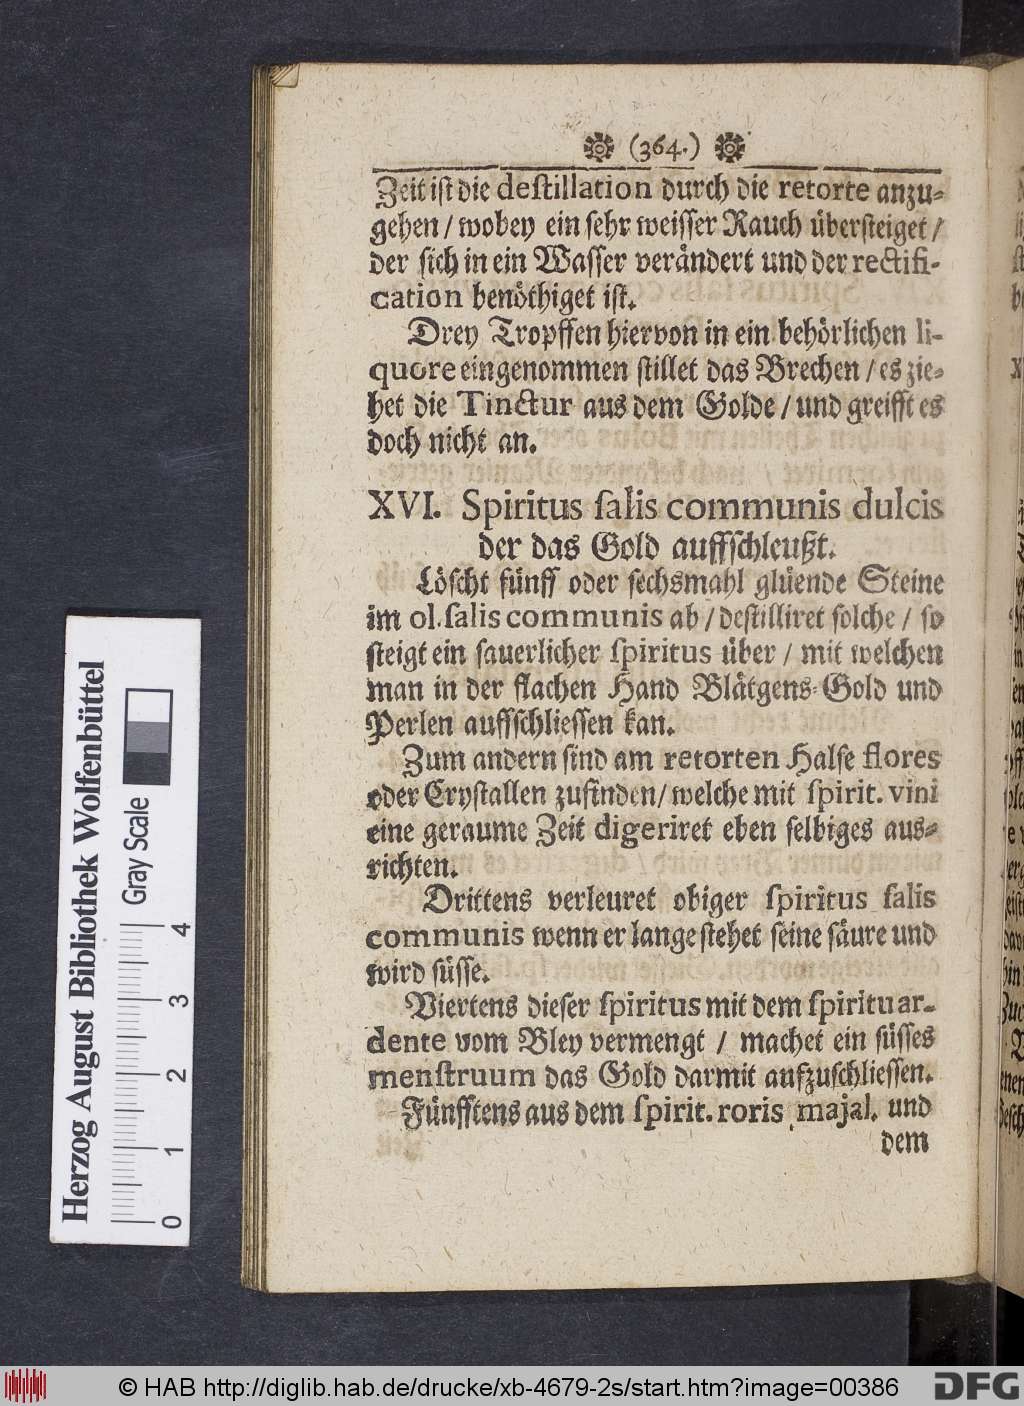 (364.)
Zeit ist die deſtillation durch die retorte anzu-
gehen / wobey ein ſehr weiſſer Rauch überſteiget /
der ſich in ein Waſſer verändert und der rectifi-
cation benöthiget iſt.
Drey Tropffen hiervon in ein behörlichen li-
quore eingenommen ſtillet das Brechen / es zie-
het die Tinctur aus dem Golde / und greifft es
doch nicht an.
XVI. Spiritus ſalis communis dulcis
der das Gold auffſchleußt.
Löſcht fünff oder ſechsmahl glüende Steine
im ol. ſalis communis ab / deſtilliret ſolche / ſo
ſteigt ein ſauerlicher ſpiritus über / mit welchen
man in der flachen Hand Blätgens-Gold und
Perlen auffſchlieſſen kan.
Zum andern ſind am retorten Halſe flores
oder Cryſtallen zufinden / welche mit ſpirit. vini
eine geraume Zeit digeriret eben ſelbiges aus-
richten.
Drittens verleuret obiger ſpiritus ſalis
communis wenn er lange ſtehet ſeine ſäure und
wird ſüſſe.
Viertens dieſer ſpiritus mit dem ſpiritu ar-
dente vom Bley vermengt / machet ein ſüſſes
menſtruum das Gold darmit aufzuſchlieſſen.
Fünfftens aus dem ſpirit. roris majal. und
dem
Herzog August Bibliothek Wolfenbüttel
Gray Scale
0 1 2 3 4
© HAB http://diglib.hab.de/drucke/xb-4679-2s/start.htm?image=00386
DFG